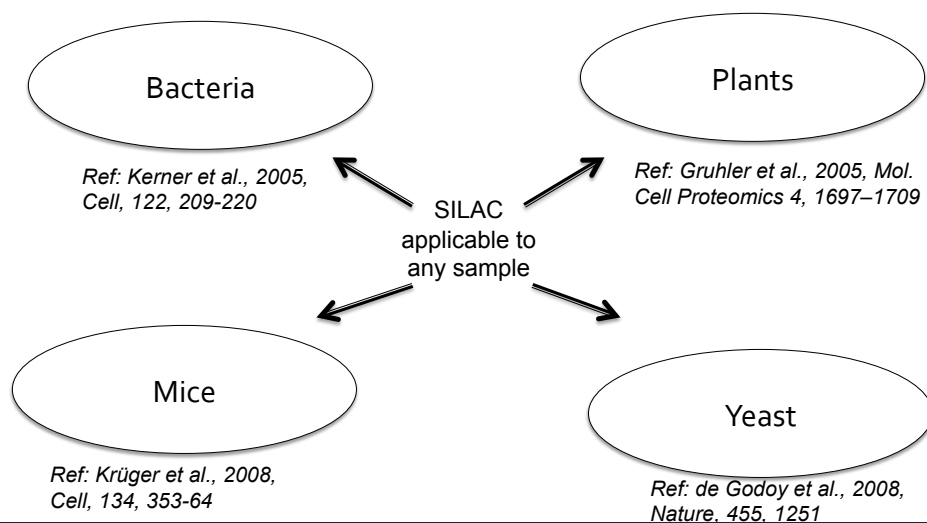 Bacteria
Plants
Ref: Kerner et al., 2005,
Cell, 122, 209-220
Ref: Gruhler et al., 2005, Mol.
Cell Proteomics 4, 1697–1709
SILAC
applicable to
any sample
Mice
Yeast
Ref: Krüger et al., 2008,
Cell, 134, 353-64
Ref: de Godoy et al., 2008,
Nature, 455, 1251